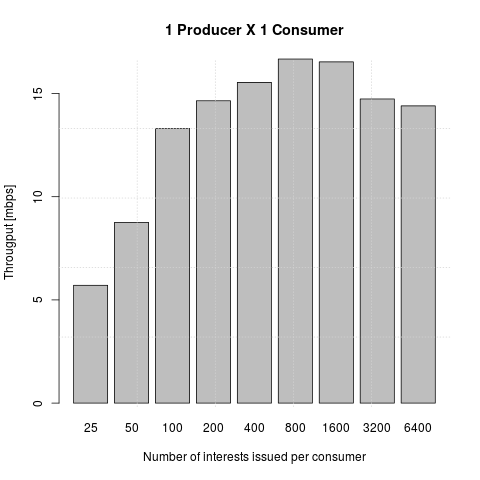 1 Producer X 1 Consumer
Througput [mbps]
15
10
5
0
25 50 100 200 400 800 1600 3200 6400
Number of interests issued per consumer